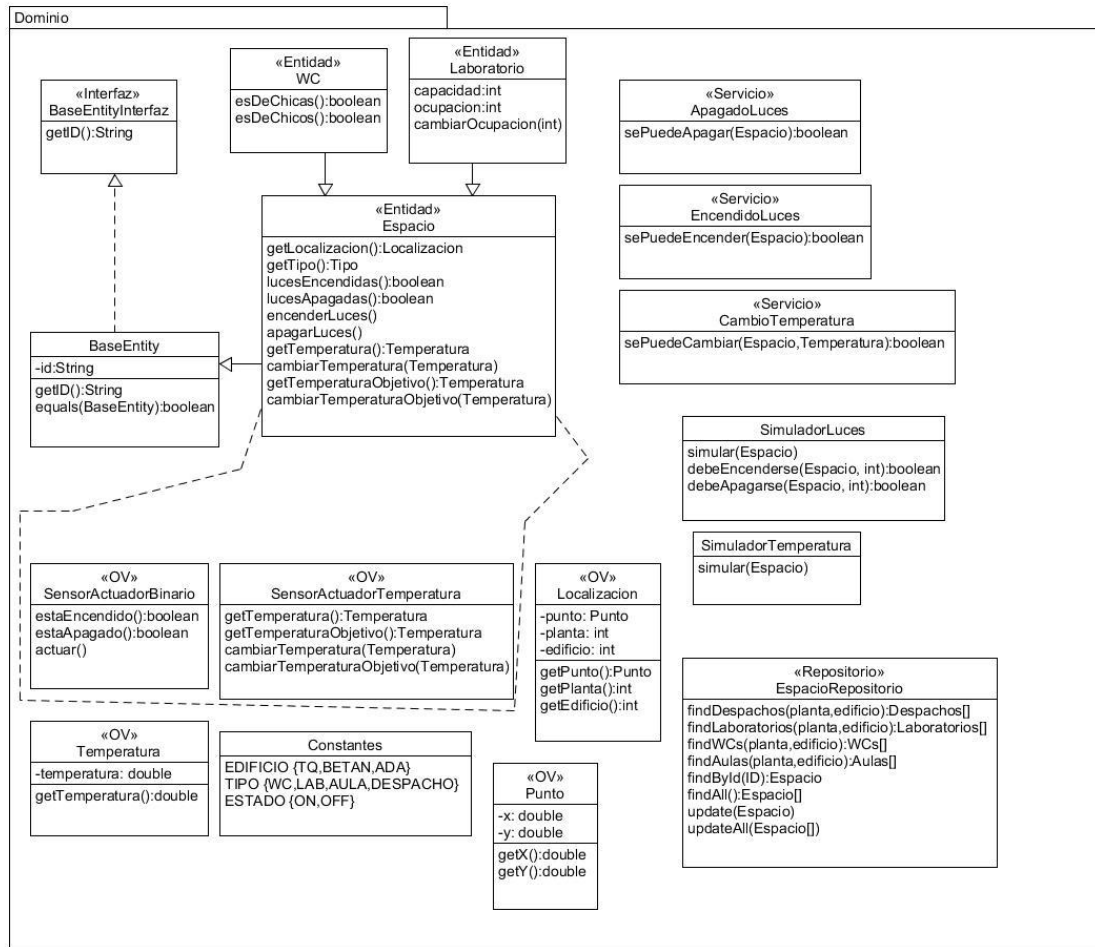 Dominio
«Interfaz»
BaseEntityInterfaz
getID():String
«Entidad»
WC
esDeChicas():boolean
esDeChicos():boolean
«Entidad»
Laboratorio
capacidad:int
ocupacion:int
cambiarOcupacion(int)
«Servicio»
ApagadoLuces
sePuedeApagar(Espacio):boolean
«Servicio»
EncendidoLuces
sePuedeEncender(Espacio):boolean
«Servicio»
CambioTemperatura
sePuedeCambiar(Espacio,Temperatura):boolean
«Entidad»
Espacio
getLocalizacion():Localizacion
getTipo():Tipo
lucesEncendidas():boolean
lucesApagadas():boolean
encenderLuces()
apagarLuces()
getTemperatura():Temperatura
cambiarTemperatura(Temperatura)
getTemperaturaObjetivo():Temperatura
cambiarTemperaturaObjetivo(Temperatura)
BaseEntity
-id:String
getID():String
equals(BaseEntity):boolean
SimuladorLuces
simular(Espacio)
debeEncenderse(Espacio, int):boolean
debeApagarse(Espacio, int):boolean
SimuladorTemperatura
simular(Espacio)
«OV»
SensorActuadorBinario
estaEncendido():boolean
estaApagado():boolean
actuar()
«OV»
SensorActuadorTemperatura
getTemperatura():Temperatura
getTemperaturaObjetivo():Temperatura
cambiarTemperatura(Temperatura)
cambiarTemperaturaObjetivo(Temperatura)
«OV»
Localizacion
-punto: Punto
-planta: int
-edificio: int
getPunto():Punto
getPlanta():int
getEdificio():int
«Repositorio»
EspacioRepositorio
findDespachos(planta,edificio):Despachos[]
findLaboratorios(planta,edificio):Laboratorios[]
findWCs(planta,edificio):WCs[]
findAulas(planta,edificio):Aulas[]
findById(ID):Espacio
findAll():Espacio[]
update(Espacio)
updateAll(Espacio[])
«OV»
Temperatura
-temperatura: double
getTemperatura():double
Constantes
EDIFICIO {TQ,BETAN,ADA}
TIPO {WC,LAB,AULA,DESPACHO}
ESTADO {ON,OFF}
«OV»
Punto
-x: double
-y: double
getX():double
getY():double